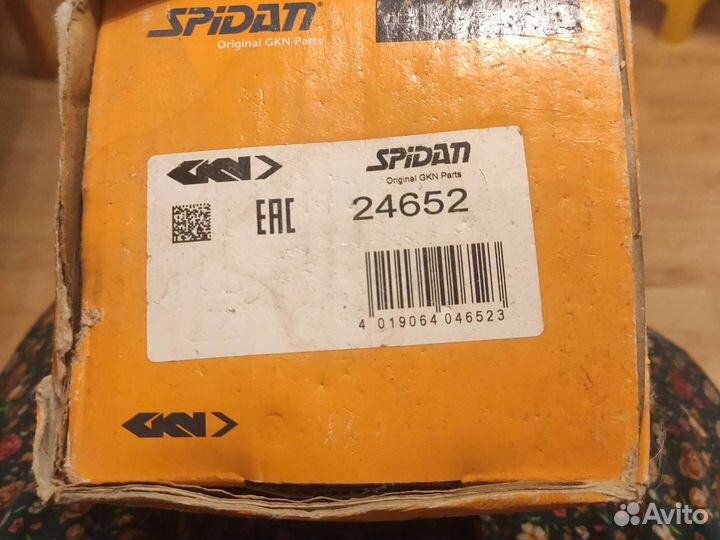 SPiDAN
Original GKN Parts
GKN
SPiDAN
Original GKN Parts
EAC
24652
4 019064 046523
GKN
Avito